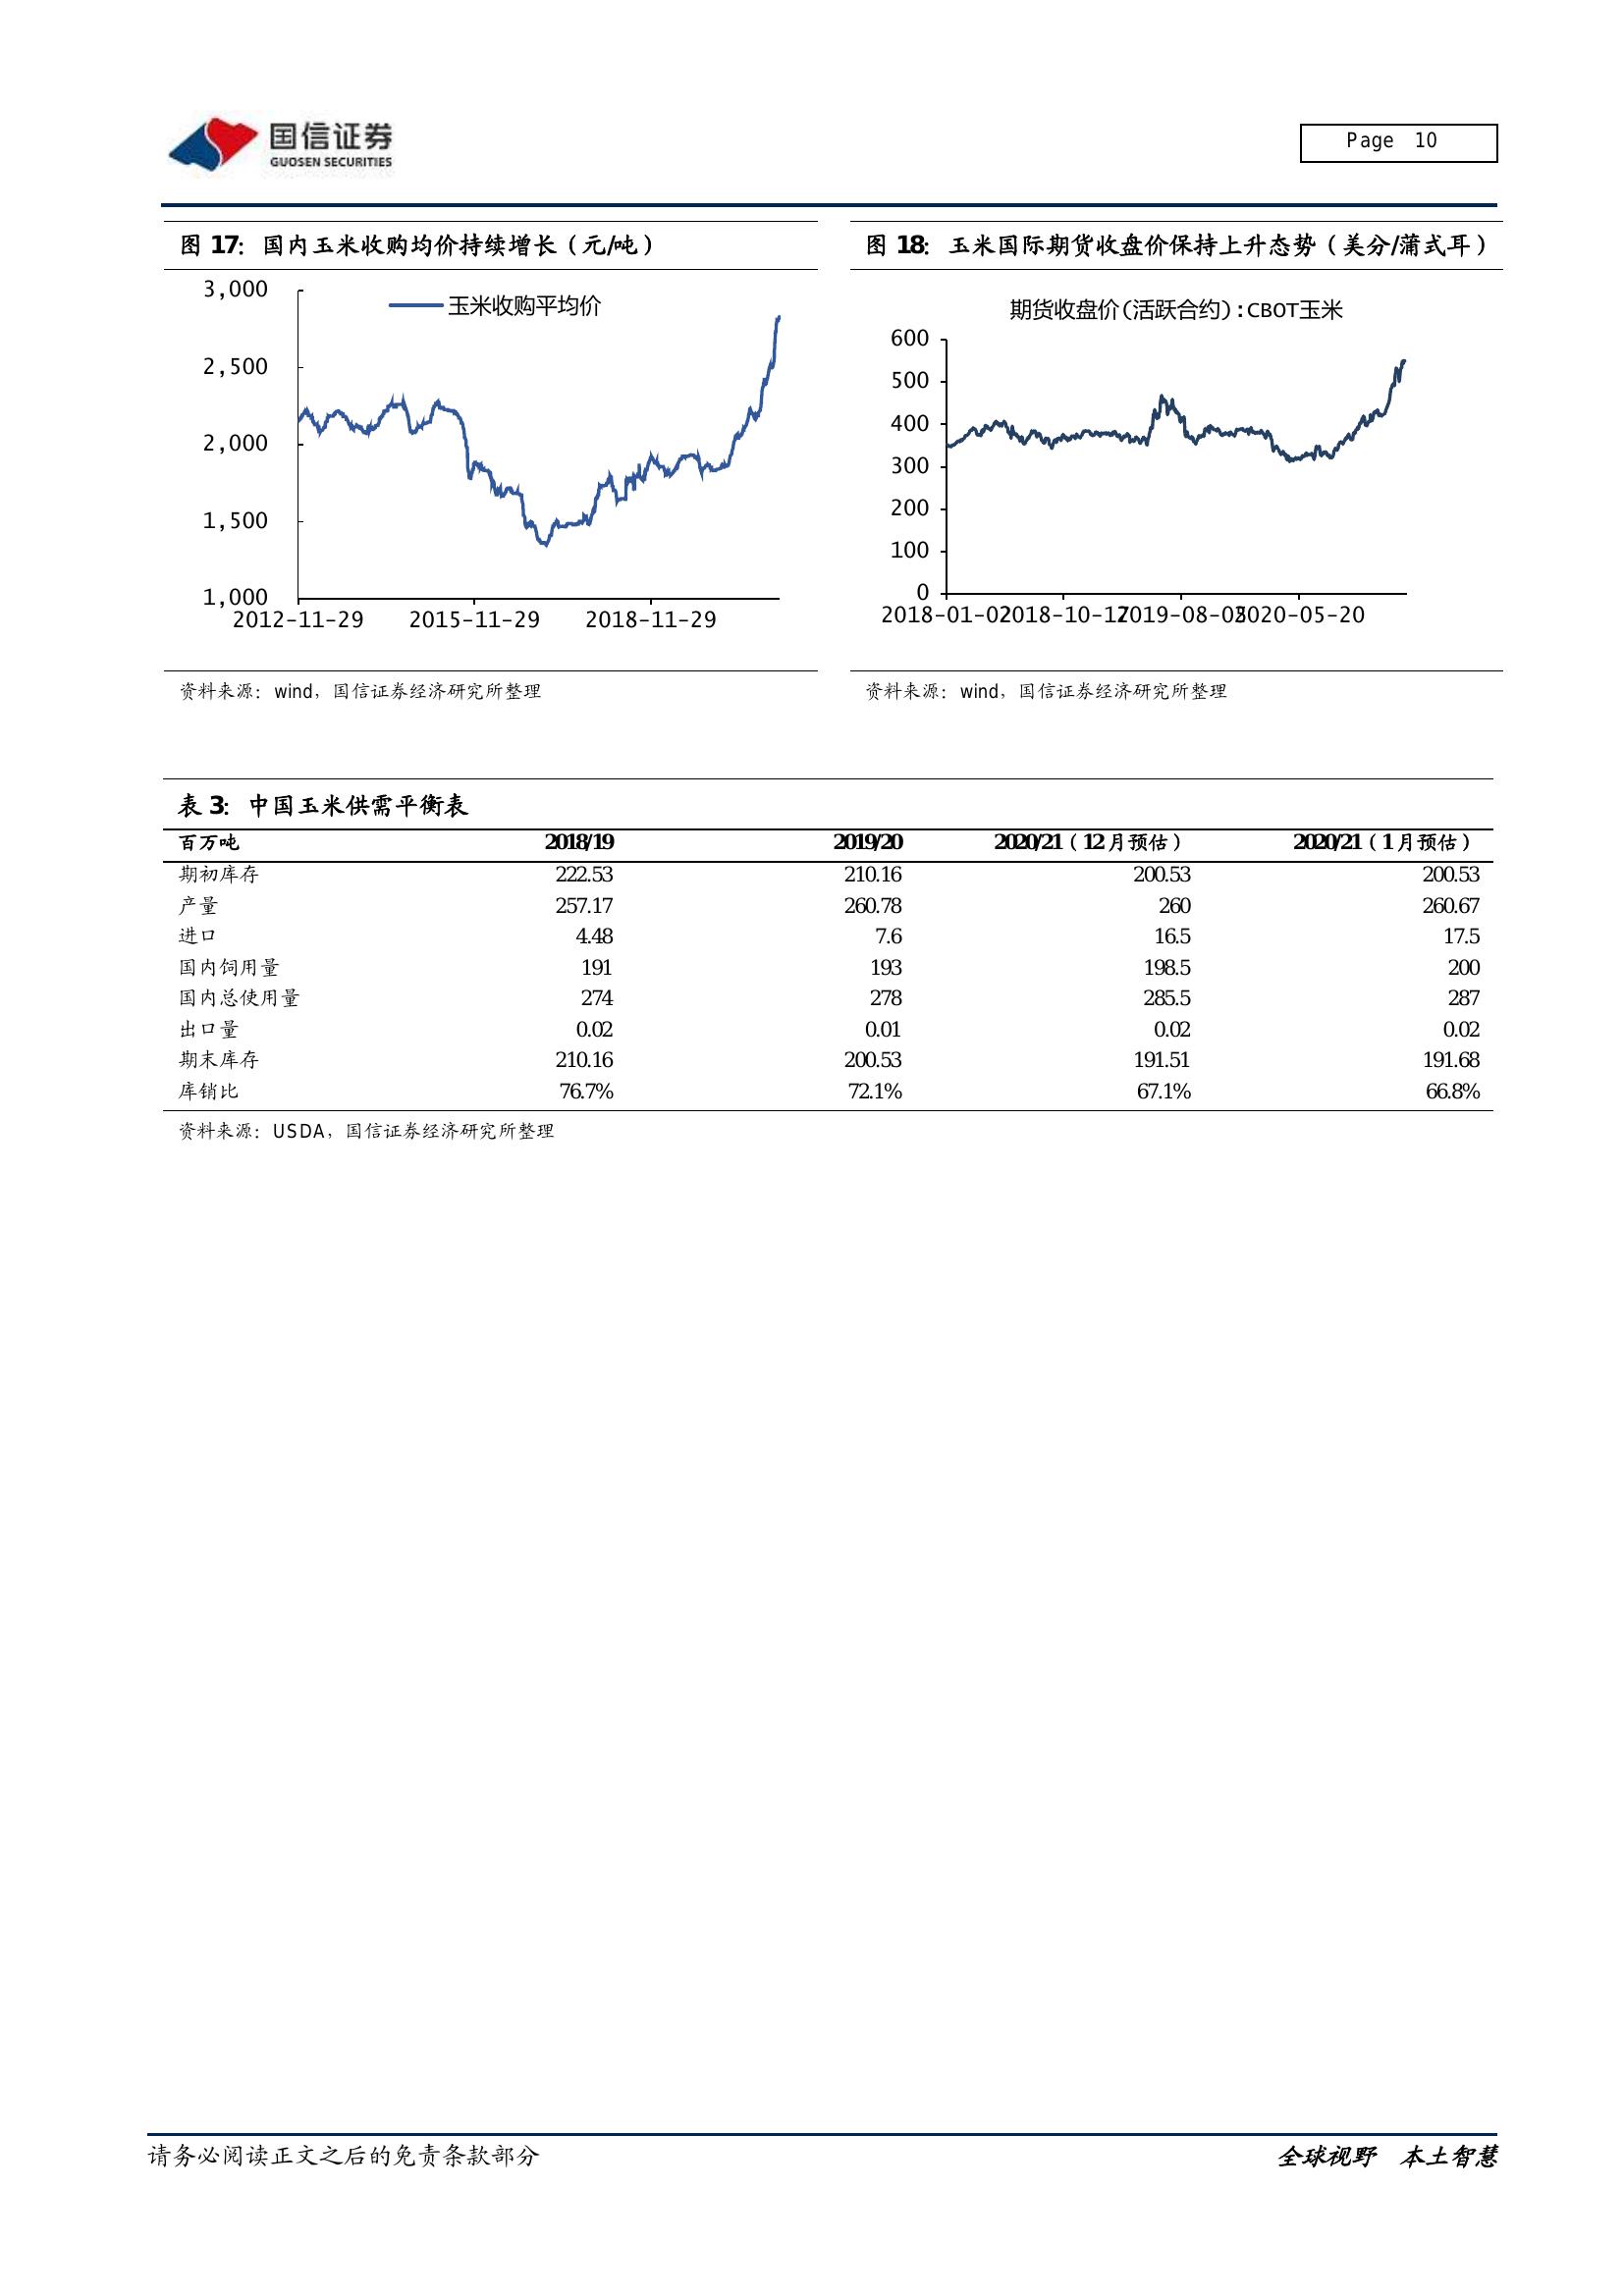 国信证券
GUOSEN SECURITIES
Page 10
图 17：国内玉米收购均价持续增长（元/吨）
3,000
玉米收购平均价
2,500
2,000
1,500
1,000
2012-11-29 2015-11-29 2018-11-29
资料来源：wind，国信证券经济研究所整理
图 18：玉米国际期货收盘价保持上升态势（美分/蒲式耳）
期货收盘价(活跃合约):CBOT玉米
600
500
400
300
200
100
0
2018-01-02 2018-10-17 2019-08-05 2020-05-20
资料来源：wind，国信证券经济研究所整理
表 3：中国玉米供需平衡表
百万吨 2018/19 2019/20 2020/21（12 月预估） 2020/21（1 月预估）
期初库存 222.53 210.16 200.53 200.53
产量 257.17 260.78 260 260.67
进口 4.48 7.6 16.5 17.5
国内饲用量 191 193 198.5 200
国内总使用量 274 278 285.5 287
出口量 0.02 0.01 0.02 0.02
期末库存 210.16 200.53 191.51 191.68
库销比 76.7% 72.1% 67.1% 66.8%
资料来源：USDA，国信证券经济研究所整理
请务必阅读正文之后的免责条款部分
全球视野 本土智慧